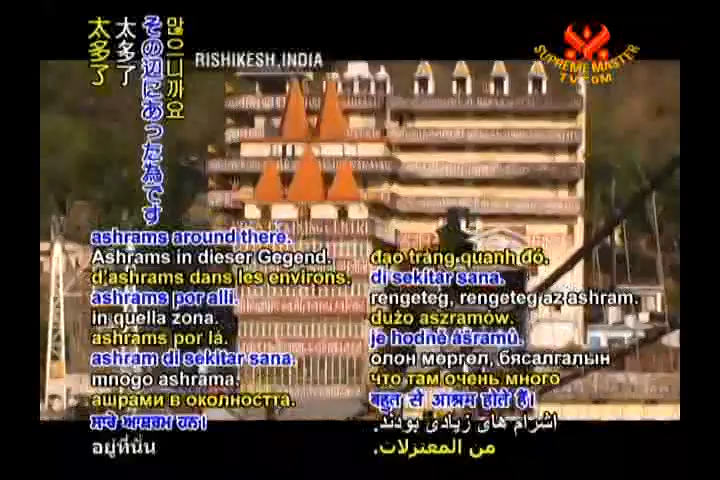 太多了
太多了
その辺にあった為です
많으니까요
RISHIKESH, INDIA
SUPREME MASTER
TV.COM
ashrams around there.
Ashrams in dieser Gegend.
d'ashrams dans les environs.
ashrams por alli.
in quella zona.
ashrams por lá.
ashram di sekitar sana.
mnogo ashrama.
ашрами в околността.
ਸਾਰੇ ਆਸ਼ਰਮ ਹਨ।
อยู่ที่นั่น
đạo tràng quanh đó.
di sekitar sana.
rengeteg, rengeteg az ashram.
dużo aszramów.
je hodně ášramů.
олон мөргөл, бясалгалын
что там очень много
बहुत से आश्रम होते हैं।
اشرام های زیادی بودند.
من المعتزلات.